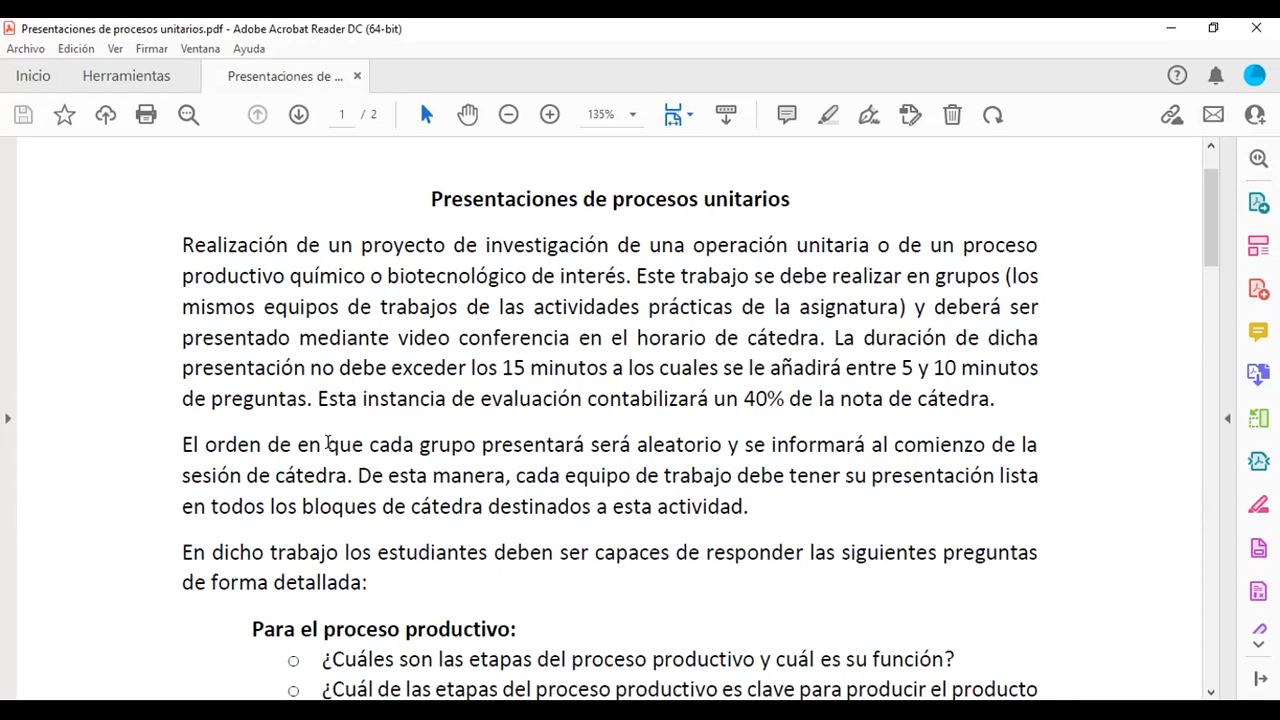 Presentaciones de procesos unitarios.pdf - Adobe Acrobat Reader DC (64-bit)
Archivo Edición Ver Firmar Ventana Ayuda
Inicio Herramientas Presentaciones de ...
1 / 2 135%
Presentaciones de procesos unitarios
Realización de un proyecto de investigación de una operación unitaria o de un proceso
productivo químico o biotecnológico de interés. Este trabajo se debe realizar en grupos (los
mismos equipos de trabajos de las actividades prácticas de la asignatura) y deberá ser
presentado mediante video conferencia en el horario de cátedra. La duración de dicha
presentación no debe exceder los 15 minutos a los cuales se le añadirá entre 5 y 10 minutos
de preguntas. Esta instancia de evaluación contabilizará un 40% de la nota de cátedra.
El orden de en que cada grupo presentará será aleatorio y se informará al comienzo de la
sesión de cátedra. De esta manera, cada equipo de trabajo debe tener su presentación lista
en todos los bloques de cátedra destinados a esta actividad.
En dicho trabajo los estudiantes deben ser capaces de responder las siguientes preguntas
de forma detallada:
Para el proceso productivo:
○ ¿Cuáles son las etapas del proceso productivo y cuál es su función?
○ ¿Cuál de las etapas del proceso productivo es clave para producir el producto